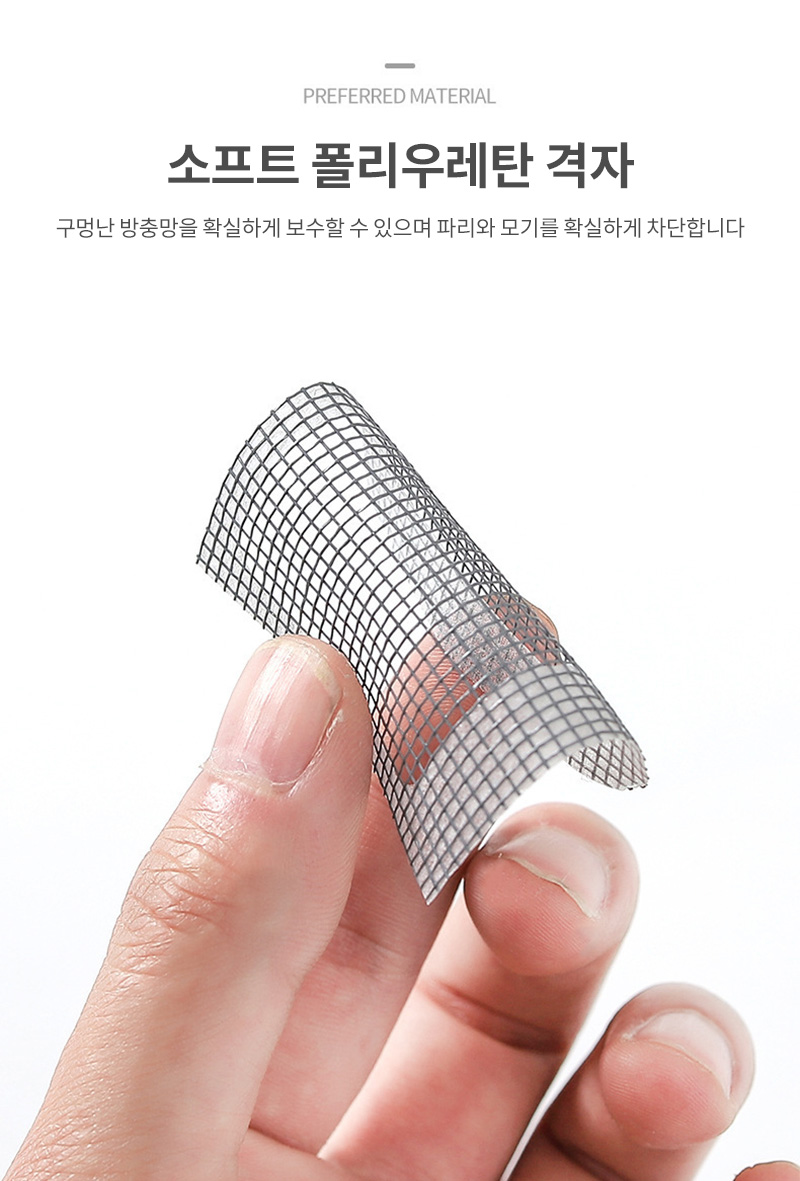 PREFERRED MATERIAL
소프트 폴리우레탄 격자
구멍난 방충망을 확실하게 보수할 수 있으며 파리와 모기를 확실하게 차단합니다